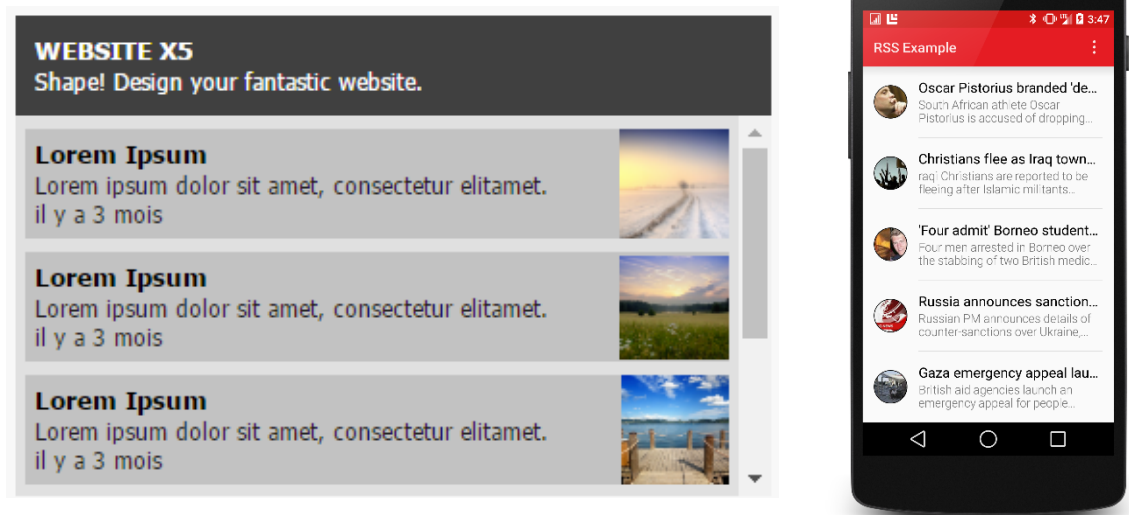 WEBSITE X5
Shape! Design your fantastic website.
Lorem Ipsum
Lorem ipsum dolor sit amet, consectetur elitamet.
il y a 3 mois
Lorem Ipsum
Lorem ipsum dolor sit amet, consectetur elitamet.
il y a 3 mois
Lorem Ipsum
Lorem ipsum dolor sit amet, consectetur elitamet.
il y a 3 mois
3:47
RSS Example
Oscar Pistorius branded 'de...
South African athlete Oscar
Pistorius is accused of dropping...
Christians flee as Iraq town...
raqi Christians are reported to be
fleeing after Islamic militants...
'Four admit' Borneo student...
Four men arrested in Borneo over
the stabbing of two British medic...
Russia announces sanction...
Russian PM announces details of
counter-sanctions over Ukraine,...
Gaza emergency appeal lau...
British aid agencies launch an
emergency appeal for people...